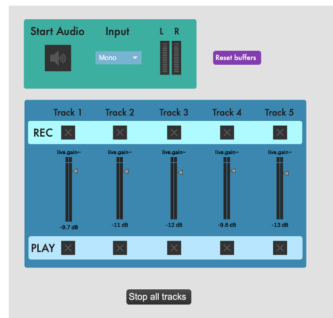 Start Audio Input L R
Mono Reset buffers
Track 1 Track 2 Track 3 Track 4 Track 5
REC
live.gain~ live.gain~ live.gain~ live.gain~ live.gain~
-9.7 dB -11 dB -12 dB -9.8 dB -13 dB
PLAY
Stop all tracks